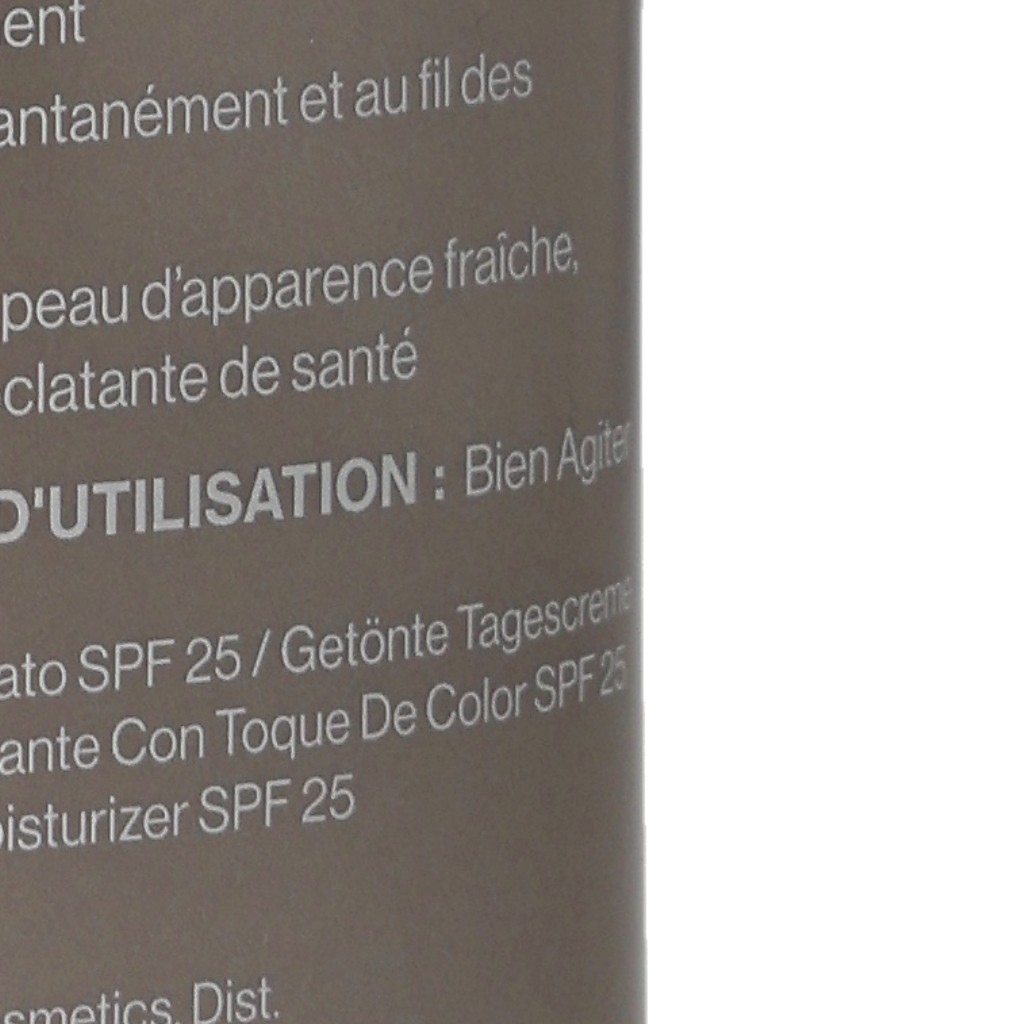 ent
antanément et au fil des
peau d'apparence fraîche,
clatante de santé
D'UTILISATION : Bien Agiter
ato SPF 25 / Getönte Tagescreme
ante Con Toque De Color SPF 25
oisturizer SPF 25
smetics, Dist.